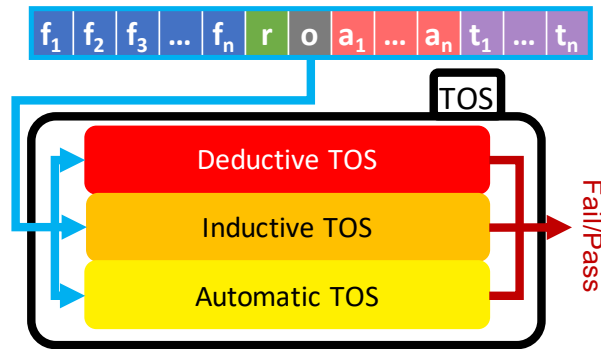 f₁ f₂ f₃ ... fₙ r o a₁ ... aₙ t₁ ... tₙ
TOS
Deductive TOS
Inductive TOS
Automatic TOS
Fail/Pass